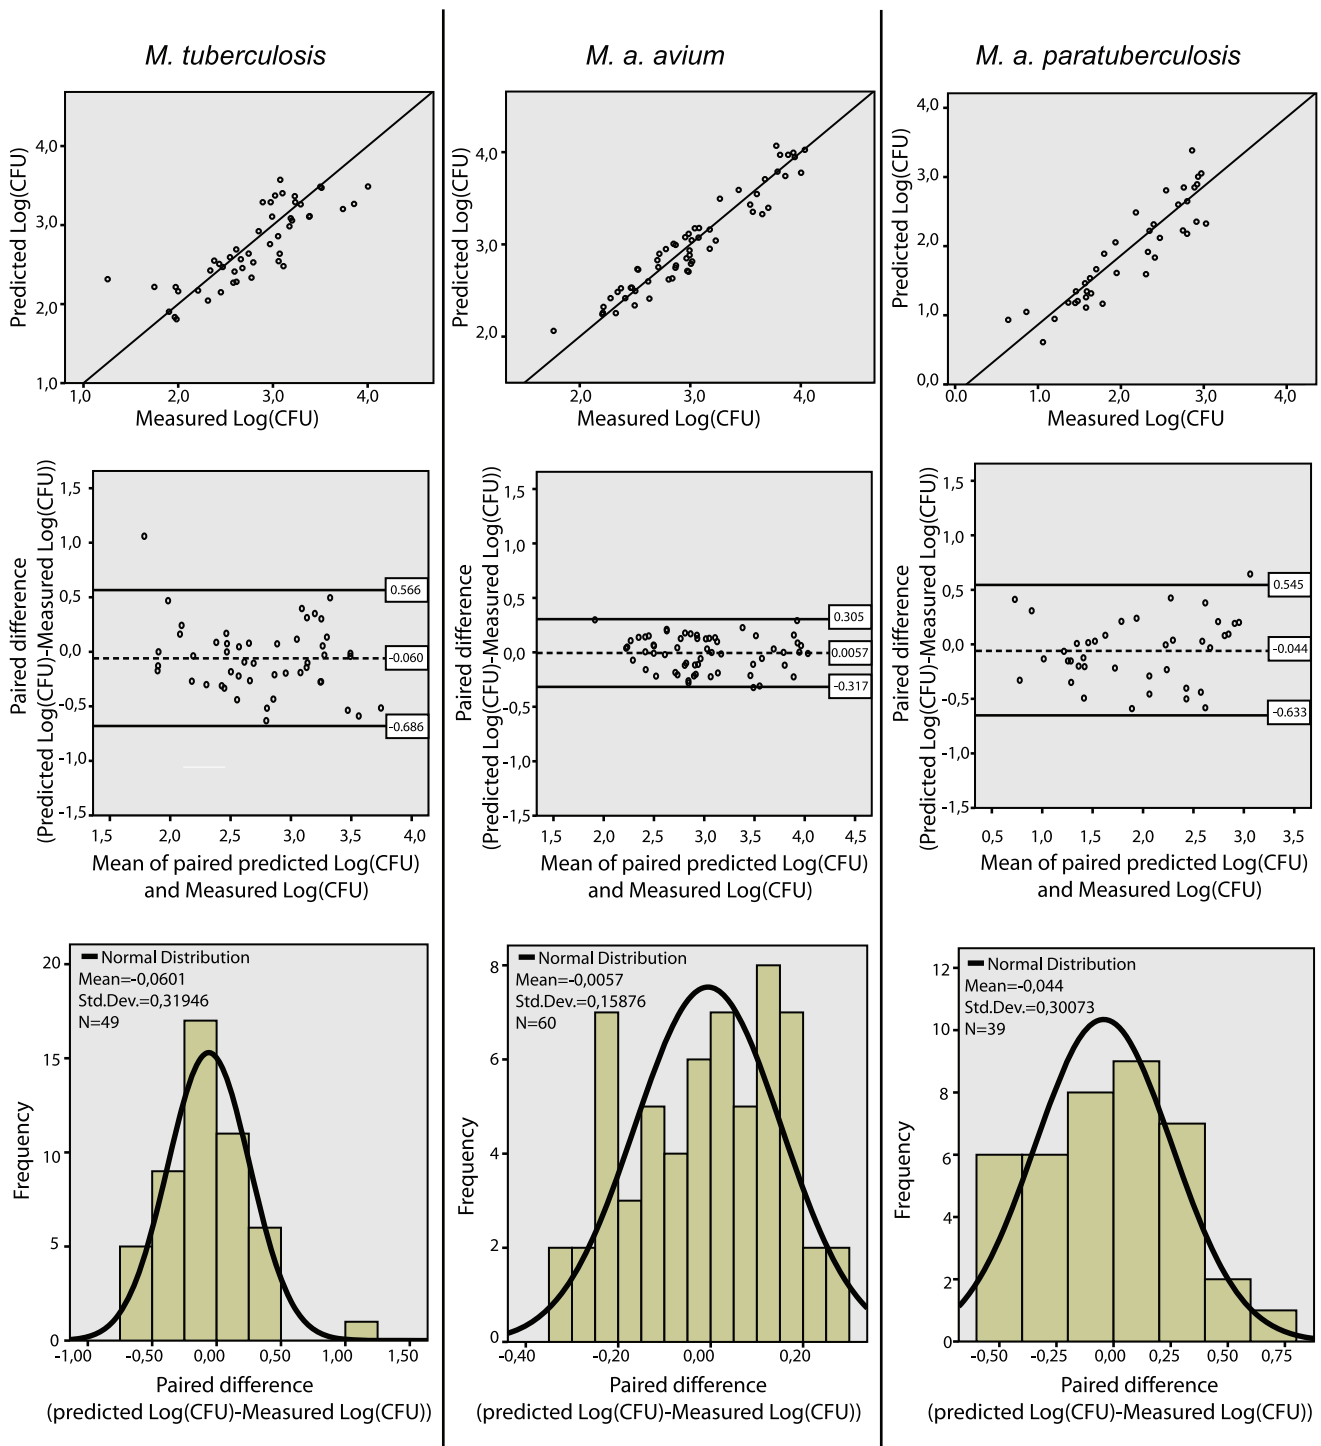 M. tuberculosis
M. a. avium
M. a. paratuberculosis
Predicted Log(CFU)
4,0
3,0
2,0
1,0
1,0 2,0 3,0 4,0
Measured Log(CFU)
Predicted Log(CFU)
4,0
3,0
2,0
2,0 3,0 4,0
Measured Log(CFU)
Predicted Log(CFU)
4,0
3,0
2,0
1,0
0,0
0.0 1.0 2,0 3,0 4,0
Measured Log(CFU
Paired difference
(Predicted Log(CFU)-Measured Log(CFU))
1,5
1,0
0,5
0,0
-0,5
-1,0
-1,5
0.566
-0.060
-0.686
1,5 2,0 2,5 3,0 3,5 4,0
Mean of paired predicted Log(CFU)
and Measured Log(CFU)
Paired difference
(Predicted Log(CFU)-Measured Log(CFU))
1,5
1,0
0,5
0,0
-0,5
-1,0
-1,5
0.305
0.0057
-0.317
1,5 2,0 2,5 3,0 3,5 4,0 4,5
Mean of paired predicted Log(CFU)
and Measured Log(CFU)
Paired difference
(Predicted Log(CFU)-Measured Log(CFU))
1,5
1,0
0,5
0,0
-0,5
-1,0
-1,5
0.545
-0.044
-0.633
0,5 1,0 1,5 2,0 2,5 3,0 3,5
Mean of paired predicted Log(CFU)
and Measured Log(CFU)
Normal Distribution
Mean=-0,0601
Std.Dev.=0,31946
N=49
Frequency
20
15
10
5
0
-1,00 -0,50 0,00 0,50 1,00 1,50
Paired difference
(predicted Log(CFU)-Measured Log(CFU))
Normal Distribution
Mean=-0,0057
Std.Dev.=0,15876
N=60
Frequency
8
6
4
2
0
-0,40 -0,20 0,00 0,20
Paired difference
(predicted Log(CFU)-Measured Log(CFU))
Normal Distribution
Mean=-0,044
Std.Dev.=0,30073
N=39
Frequency
12
10
8
6
4
2
0
-0,50 -0,25 0,00 0,25 0,50 0,75
Paired difference
(predicted Log(CFU)-Measured Log(CFU))